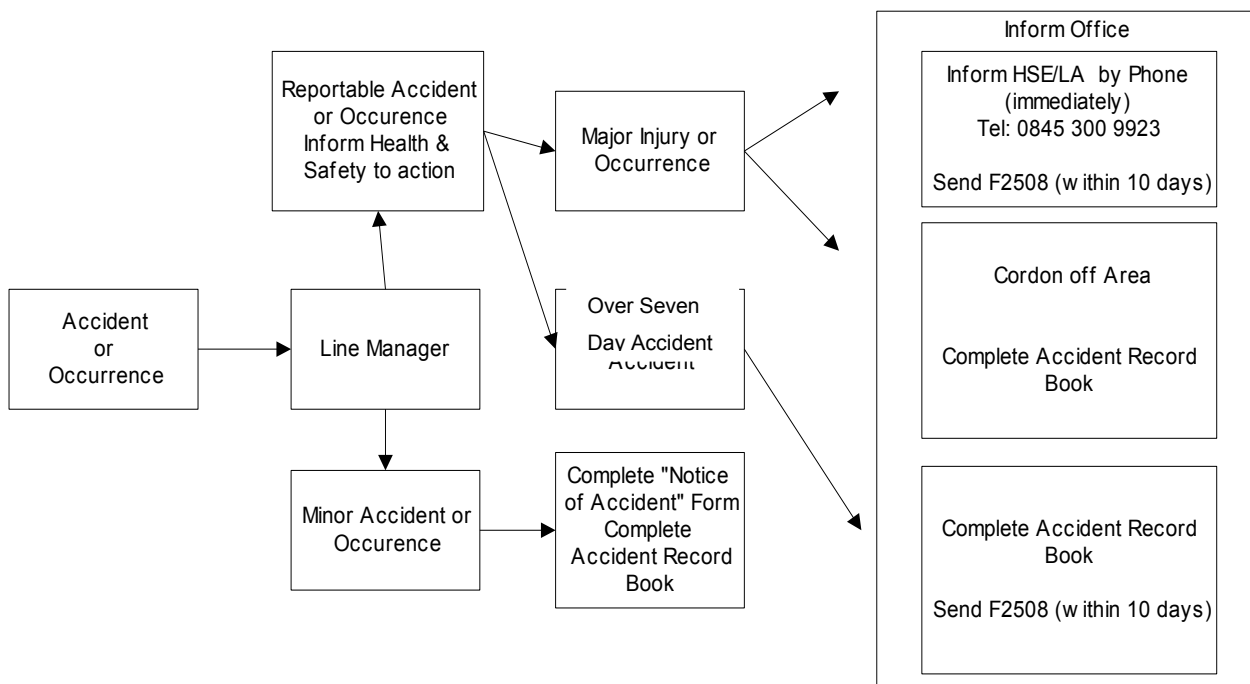 Accident
or
Occurrence
Line Manager
Reportable Accident
or Occurence
Inform Health &
Safety to action
Minor Accident or
Occurence
Major Injury or
Occurrence
Over Seven
Day Accident
Accident
Complete "Notice
of Accident" Form
Complete
Accident Record
Book
Inform Office
Inform HSE/LA by Phone
(immediately)
Tel: 0845 300 9923
Send F2508 (within 10 days)
Cordon off Area
Complete Accident Record
Book
Complete Accident Record
Book
Send F2508 (within 10 days)